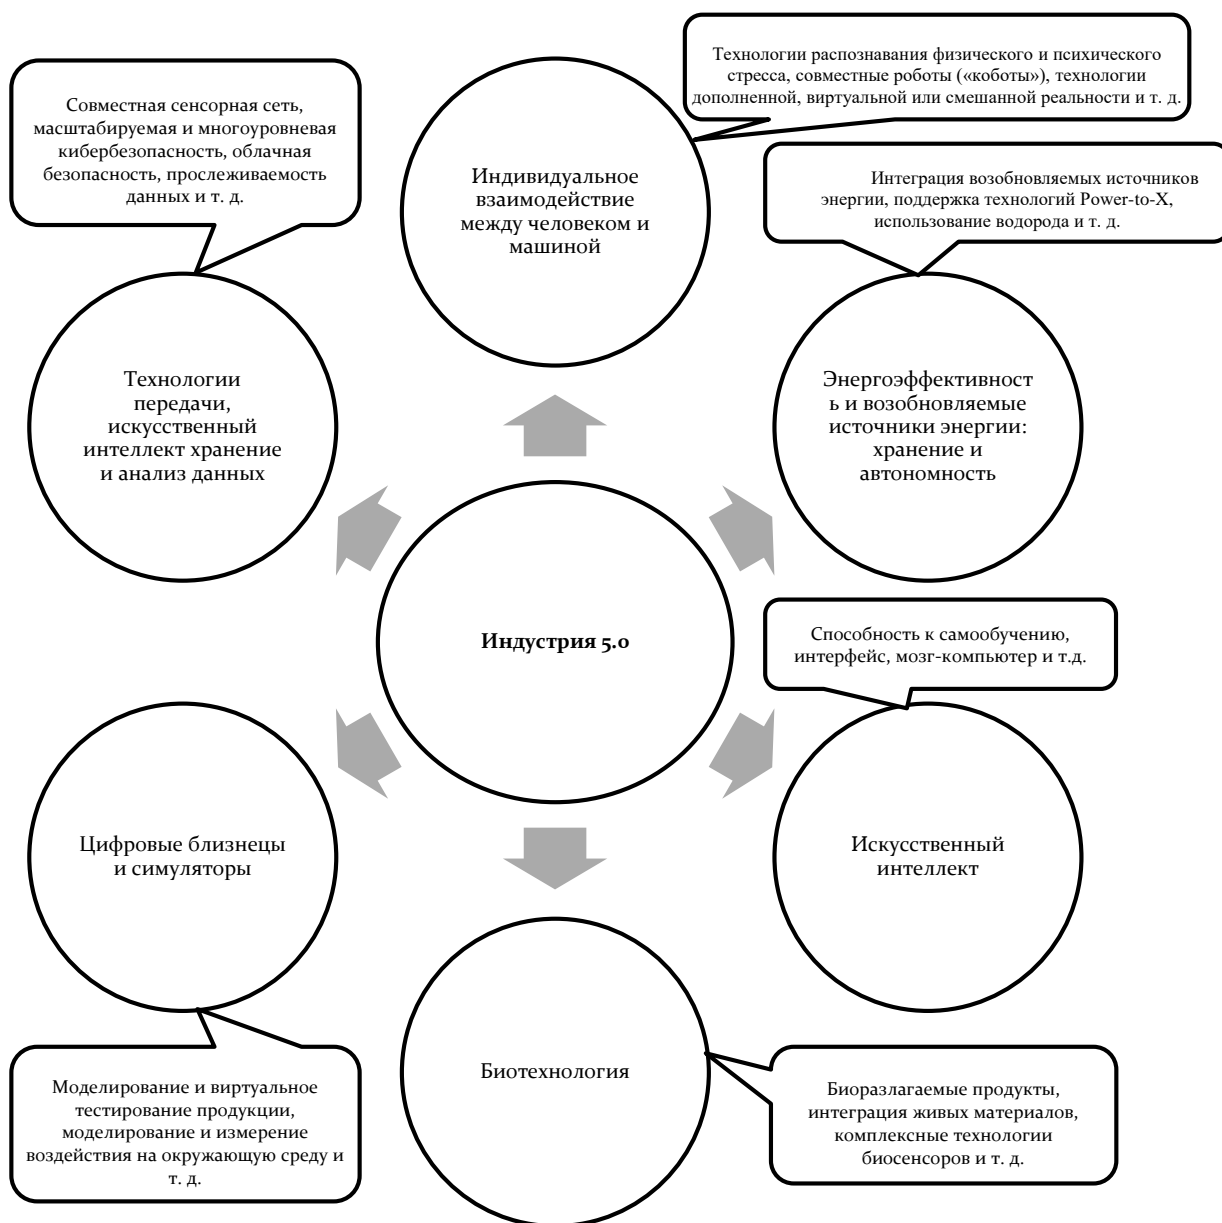 Технологии распознавания физического и психического
стресса, совместные роботы («коботы»), технологии
дополненной, виртуальной или смешанной реальности и т. д.
Совместная сенсорная сеть,
масштабируемая и многоуровневая
кибербезопасность, облачная
безопасность, прослеживаемость
данных и т. д.
Индивидуальное
взаимодействие
между человеком и
машиной
Интеграция возобновляемых источников
энергии, поддержка технологий Power-to-X,
использование водорода и т. д.
Технологии
передачи,
искусственный
интеллект хранение
и анализ данных
Энергоэффективност
ь и возобновляемые
источники энергии:
хранение и
автономность
Индустрия 5.0
Способность к самообучению,
интерфейс, мозг-компьютер и т.д.
Цифровые близнецы
и симуляторы
Искусственный
интеллект
Биотехнология
Моделирование и виртуальное
тестирование продукции,
моделирование и измерение
воздействия на окружающую среду и
т. д.
Биоразлагаемые продукты,
интеграция живых материалов,
комплексные технологии
биосенсоров и т. д.